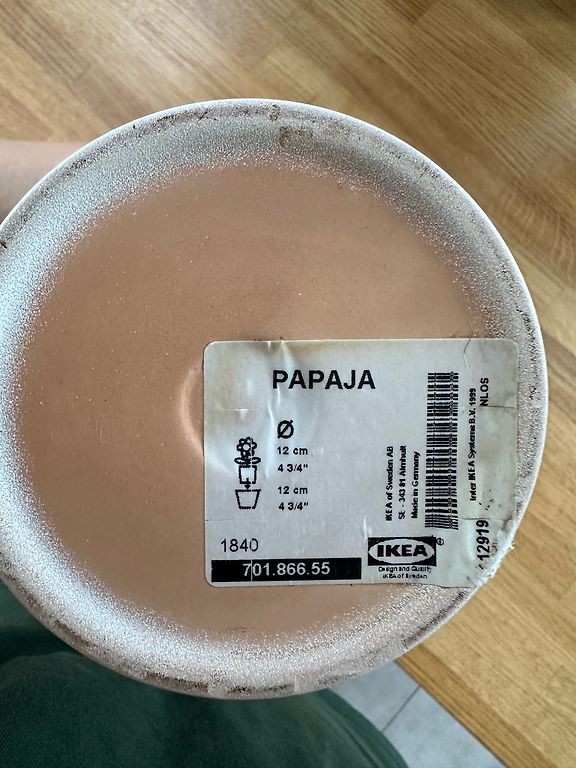 PAPAJA
Ø
12 cm
4 3/4"
12 cm
4 3/4"
1840
701.866.55
IKEA of Sweden AB
SE - 343 81 Älmhult
Made in Germany
Inter IKEA Systems B.V. 1999
NLOS
12919
IKEA®
Design and Quality
IKEA of Sweden